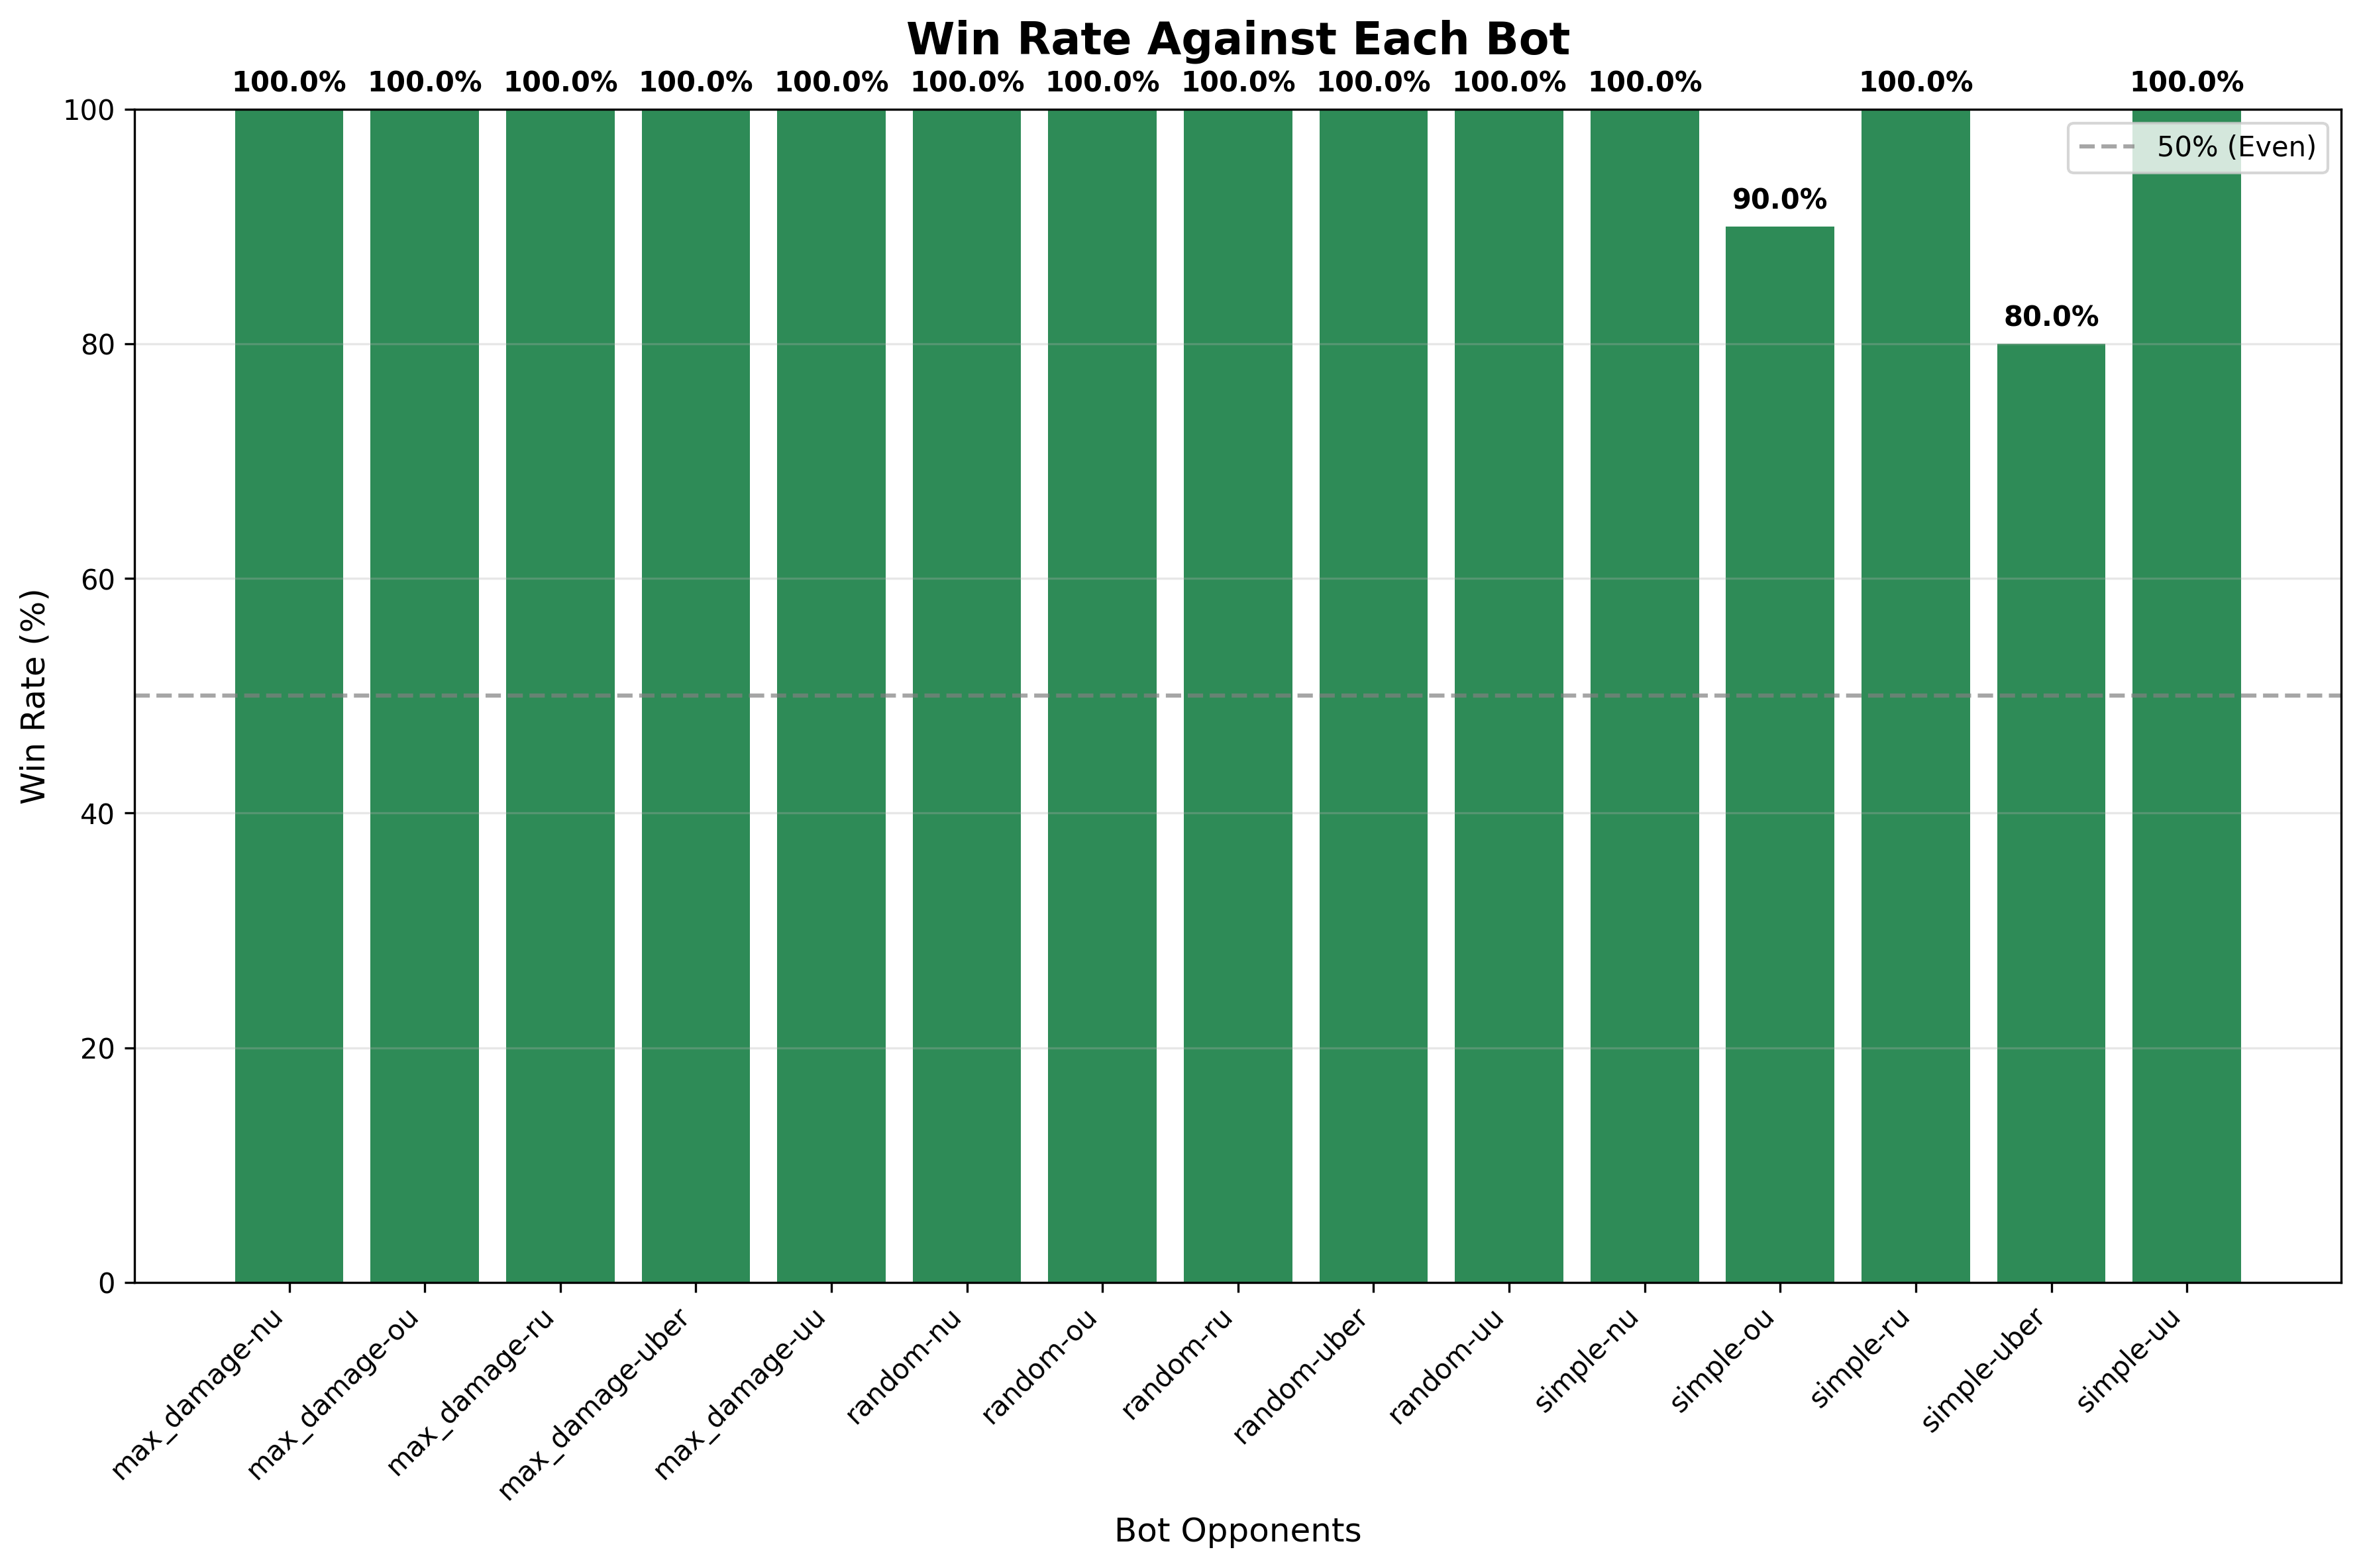 Win Rate Against Each Bot
100.0% 100.0% 100.0% 100.0% 100.0% 100.0% 100.0% 100.0% 100.0% 100.0% 100.0% 100.0% 100.0%
100
50% (Even)
90.0%
80.0%
80
60
Win Rate (%)
40
20
0
max_damage-nu
max_damage-ou
max_damage-ru
max_damage-uber
max_damage-uu
random-nu
random-ou
random-ru
random-uber
random-uu
simple-nu
simple-ou
simple-ru
simple-uber
simple-uu
Bot Opponents